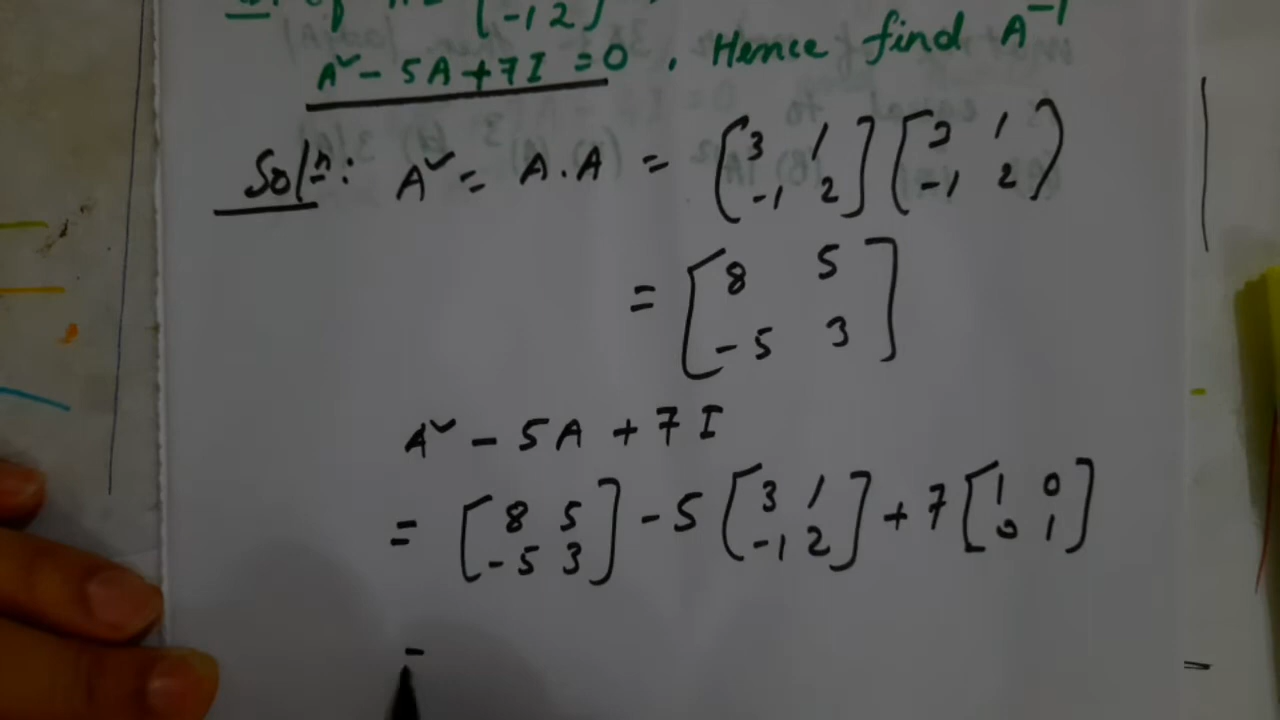 [-1 2]
A² - 5A + 7I = 0 . Hence find A⁻¹
Solⁿ: A² = A.A = [3 1 -1 2] [3 1 -1 2]
= [8 5 -5 3]
A² - 5A + 7I
= [8 5 -5 3] - 5 [3 1 -1 2] + 7 [1 0 0 1]
=